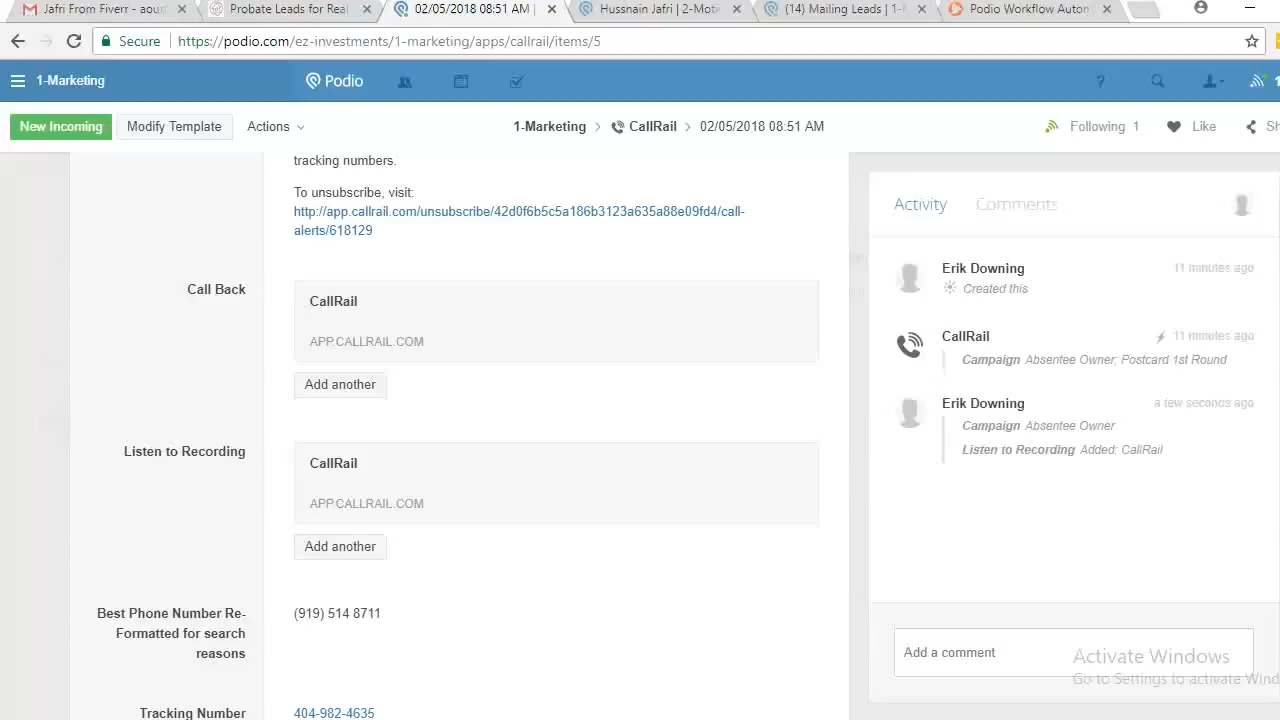 Jafri From Fiverr - aoum
Probate Leads for Real
02/05/2018 08:51 AM
Hussnain Jafri | 2-Moti
(14) Mailing Leads | 1-
Podio Workflow Autom
Secure https://podio.com/ez-investments/1-marketing/apps/callrail/items/5
1-Marketing
Podio
New Incoming
Modify Template
Actions
1-Marketing > CallRail > 02/05/2018 08:51 AM
Following 1
Like
tracking numbers.
To unsubscribe, visit:
http://app.callrail.com/unsubscribe/42d0f6b5c5a186b3123a635a88e09fd4/call-
alerts/618129
Call Back
CallRail
APP.CALLRAIL.COM
Add another
Listen to Recording
CallRail
APP.CALLRAIL.COM
Add another
Best Phone Number Re-
Formatted for search
reasons
(919) 514 8711
Tracking Number
404-982-4635
Activity
Comments
Erik Downing
11 minutes ago
Created this
CallRail
11 minutes ago
Campaign Absentee Owner; Postcard 1st Round
Erik Downing
a few seconds ago
Campaign Absentee Owner
Listen to Recording Added: CallRail
Add a comment
Activate Windows
Go to Settings to activate Wind